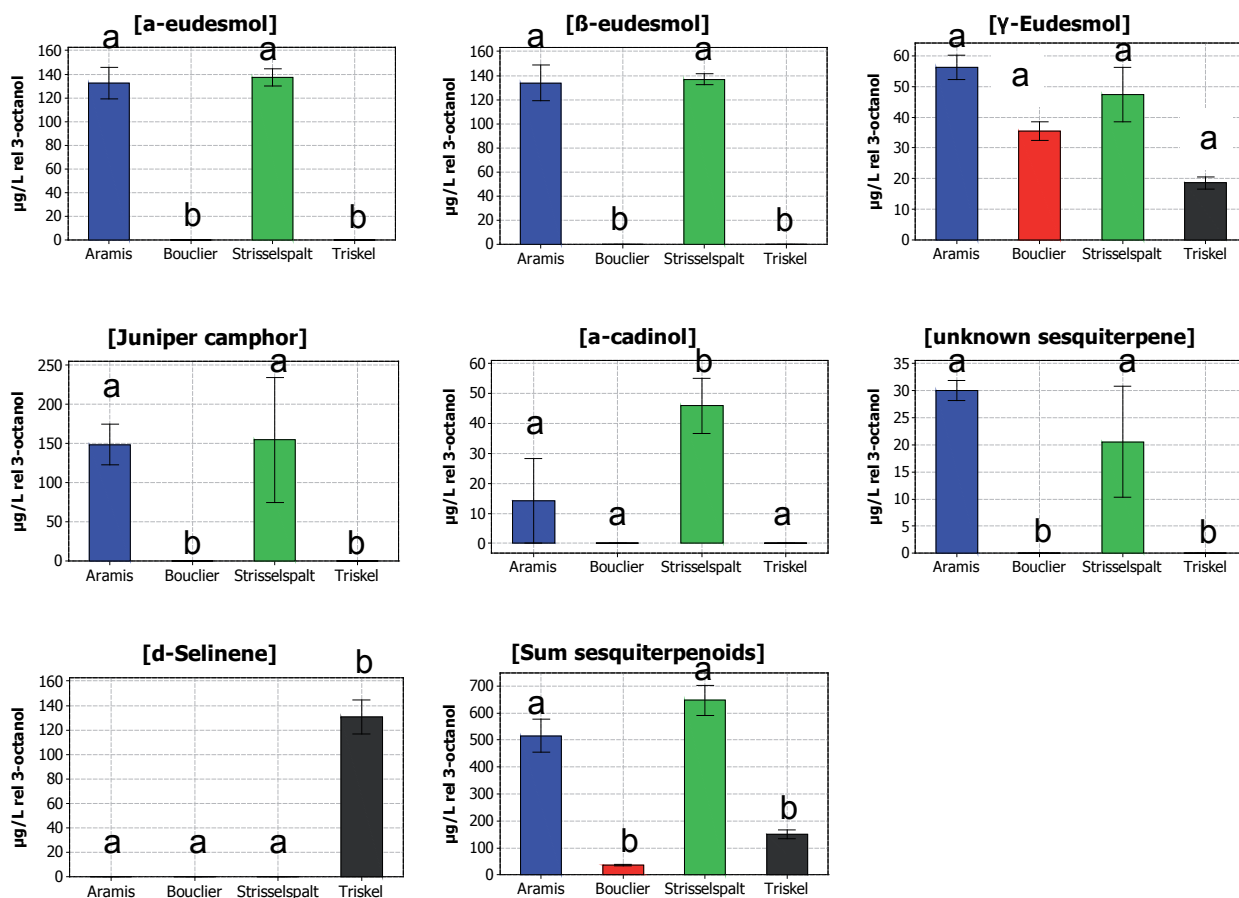 [a-eudesmol]
µg/L rel 3-octanol
160
140
120
100
80
60
40
20
0
a
b
a
b
Aramis Bouclier Strisselspalt Triskel
[ß-eudesmol]
µg/L rel 3-octanol
160
140
120
100
80
60
40
20
0
a
b
a
b
Aramis Bouclier Strisselspalt Triskel
[γ-Eudesmol]
µg/L rel 3-octanol
60
50
40
30
20
10
0
a
a
a
a
Aramis Bouclier Strisselspalt Triskel
[Juniper camphor]
µg/L rel 3-octanol
250
200
150
100
50
0
a
b
a
b
Aramis Bouclier Strisselspalt Triskel
[a-cadinol]
µg/L rel 3-octanol
60
50
40
30
20
10
0
a
a
b
a
Aramis Bouclier Strisselspalt Triskel
[unknown sesquiterpene]
µg/L rel 3-octanol
35
30
25
20
15
10
5
0
a
b
a
b
Aramis Bouclier Strisselspalt Triskel
[d-Selinene]
µg/L rel 3-octanol
160
140
120
100
80
60
40
20
0
a
a
a
b
Aramis Bouclier Strisselspalt Triskel
[Sum sesquiterpenoids]
µg/L rel 3-octanol
700
600
500
400
300
200
100
0
a
b
a
b
Aramis Bouclier Strisselspalt Triskel